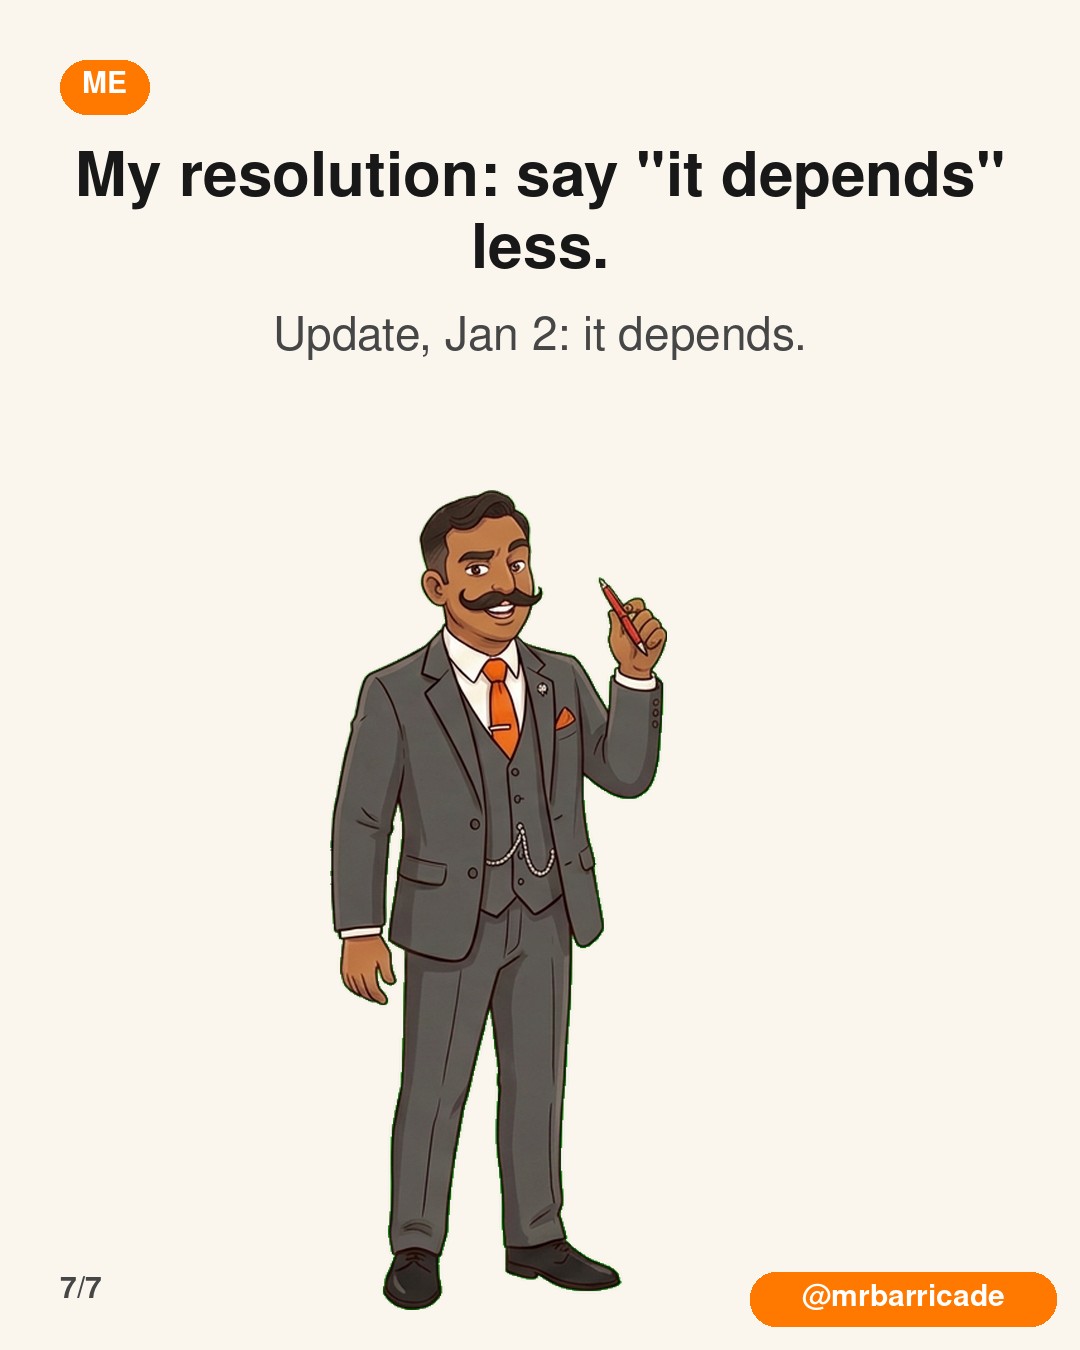 ME
My resolution: say "it depends"
less.
Update, Jan 2: it depends.
7/7
@mrbarricade